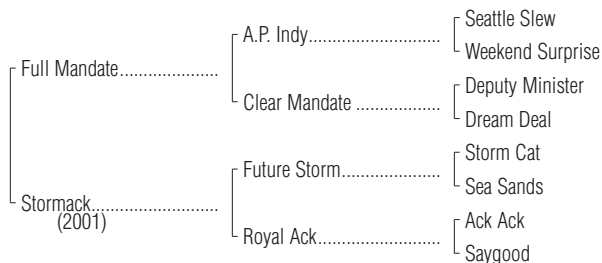 Seattle Slew
A.P. Indy
Weekend Surprise
Full Mandate
Deputy Minister
Clear Mandate
Dream Deal
Storm Cat
Future Storm
Sea Sands
Stormack
(2001)
Ack Ack
Royal Ack
Saygood